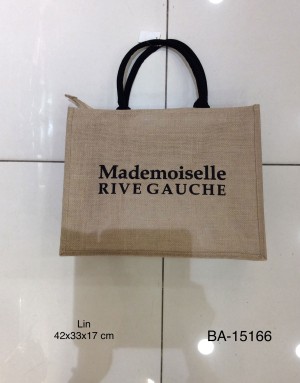 Mademoiselle
RIVE GAUCHE
Lin
42x33x17 cm
BA-15166